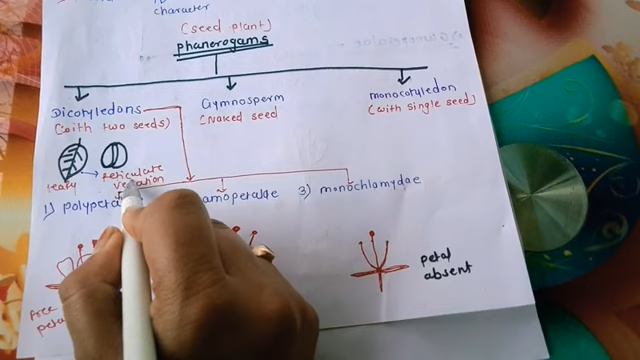 character
(seed plant)
phanerogams
Dicotyledons
(with two seeds)
Gymnosperm
(Naked seed
monocotyledon
(with single seed)
leafy
reticulate
venation
1) polypeta
amopetalae
3) monochlamydae
free
peta
petal
absent